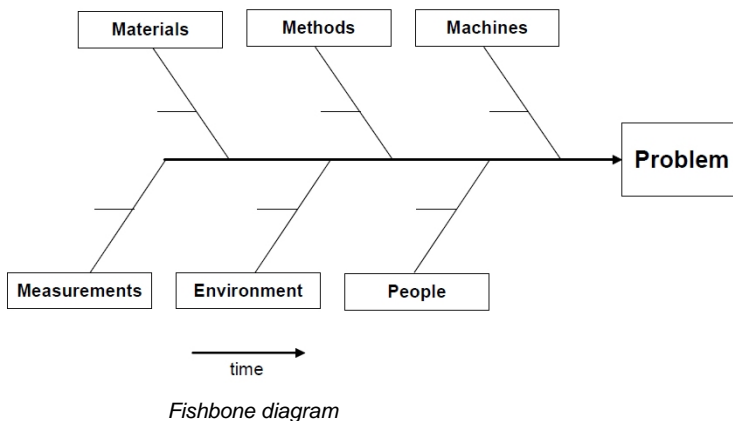 Materials
Methods
Machines
Problem
Measurements
Environment
People
time
Fishbone diagram